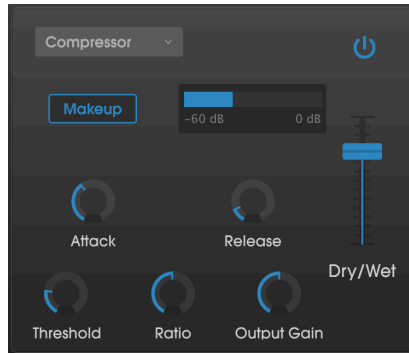 Compressor
Makeup
-60 dB 0 dB
Attack Release
Dry/Wet
Threshold Ratio Output Gain